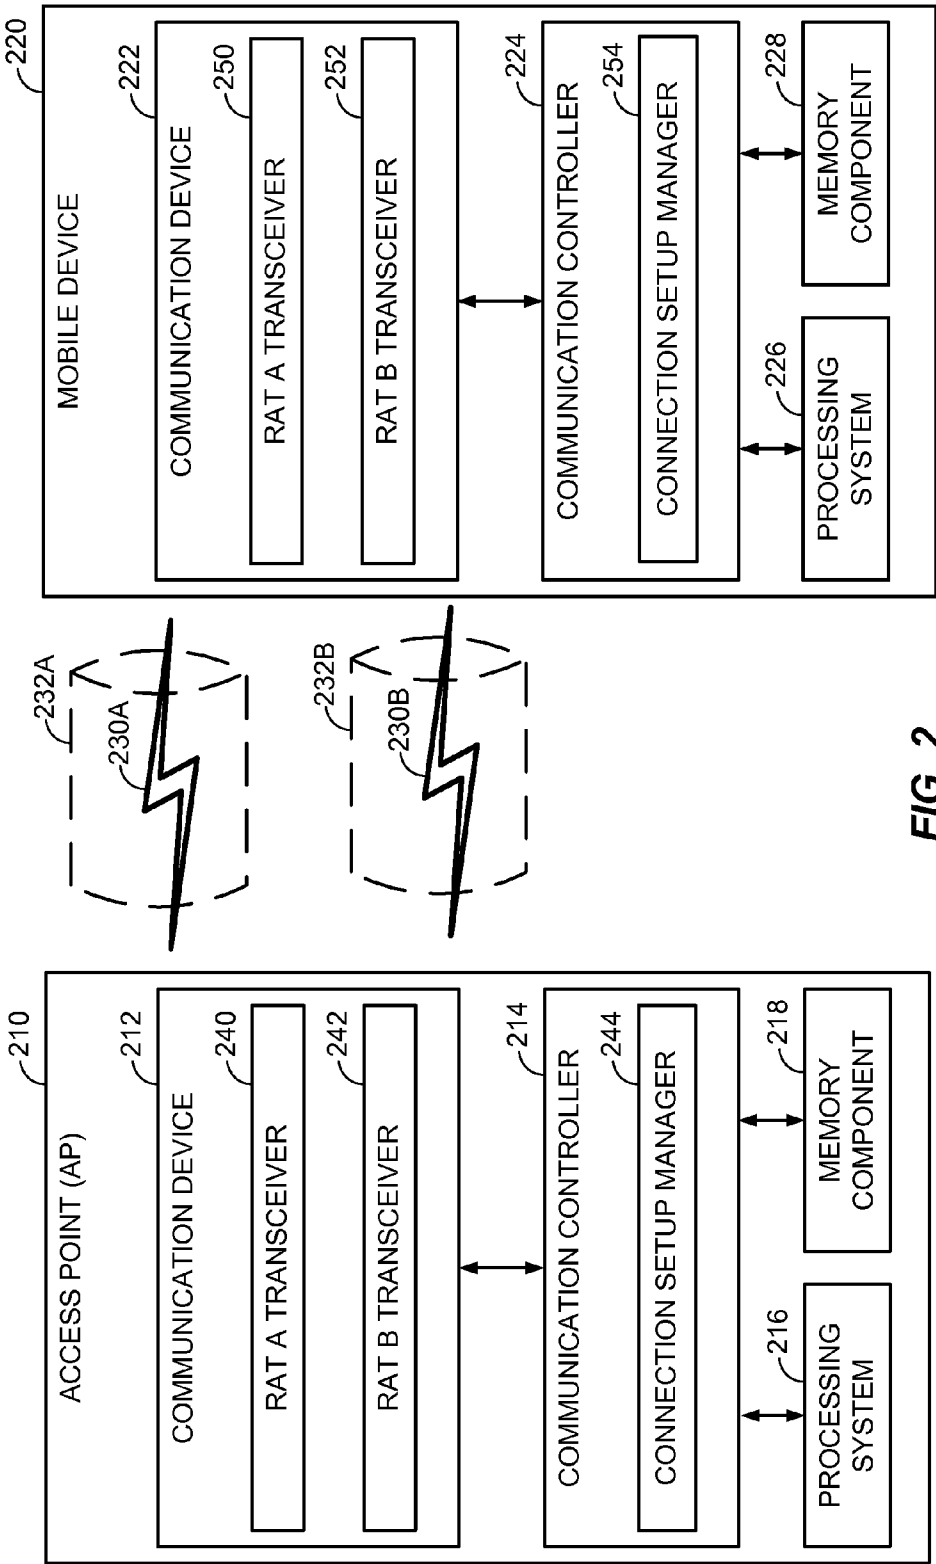 210
ACCESS POINT (AP)
212
COMMUNICATION DEVICE
240
RAT A TRANSCEIVER
242
RAT B TRANSCEIVER
214
COMMUNICATION CONTROLLER
244
CONNECTION SETUP MANAGER
216
PROCESSING
SYSTEM
218
MEMORY
COMPONENT
232A
230A
232B
230B
220
MOBILE DEVICE
222
COMMUNICATION DEVICE
250
RAT A TRANSCEIVER
252
RAT B TRANSCEIVER
224
COMMUNICATION CONTROLLER
254
CONNECTION SETUP MANAGER
226
PROCESSING
SYSTEM
228
MEMORY
COMPONENT
FIG. 2